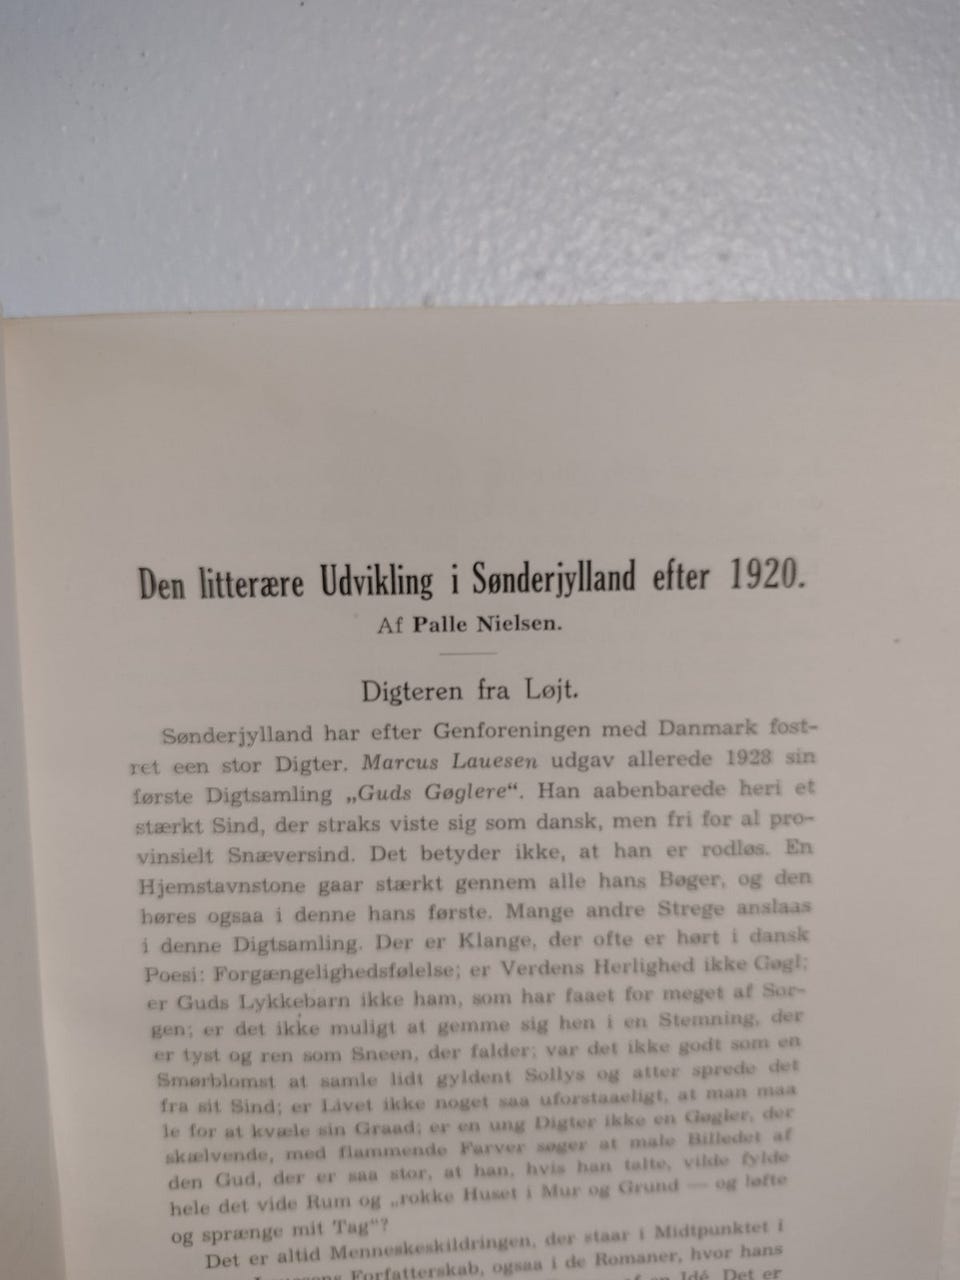 Den litterære Udvikling i Sønderjylland efter 1920.
Af Palle Nielsen.
Digteren fra Løjt.
Sønderjylland har efter Genforeningen med Danmark fost-
ret een stor Digter. Marcus Lauesen udgav allerede 1928 sin
første Digtsamling „Guds Gøglere“. Han aabenbarede heri et
stærkt Sind, der straks viste sig som dansk, men fri for al pro-
vinsielt Snæversind. Det betyder ikke, at han er rodløs. En
Hjemstavnstone gaar stærkt gennem alle hans Bøger, og den
høres ogsaa i denne hans første. Mange andre Strege anslaas
i denne Digtsamling. Der er Klange, der ofte er hørt i dansk
Poesi: Forgængelighedsfølelse; er Verdens Herlighed ikke Gøgl;
er Guds Lykkebarn ikke ham, som har faaet for meget af Sor-
gen; er det ikke muligt at gemme sig hen i en Stemning, der
er tyst og ren som Sneen, der falder; var det ikke godt som en
Smørblomst at samle lidt gyldent Sollys og atter sprede det
fra sit Sind; er Livet ikke noget saa uforstaaeligt, at man maa
le for at kvæle sin Graad; er en ung Digter ikke en Gøgler, der
skælvende, med flammende Farver søger at male Billedet af
den Gud, der er saa stor, at han, hvis han talte, vilde fylde
hele det vide Rum og „rokke Huset i Mur og Grund — og løfte
og sprænge mit Tag“?
Det er altid Menneskeskildringen, der staar i Midtpunktet i
Forfatterskab, ogsaa i de Romaner, hvor hans
en Idé. Det er